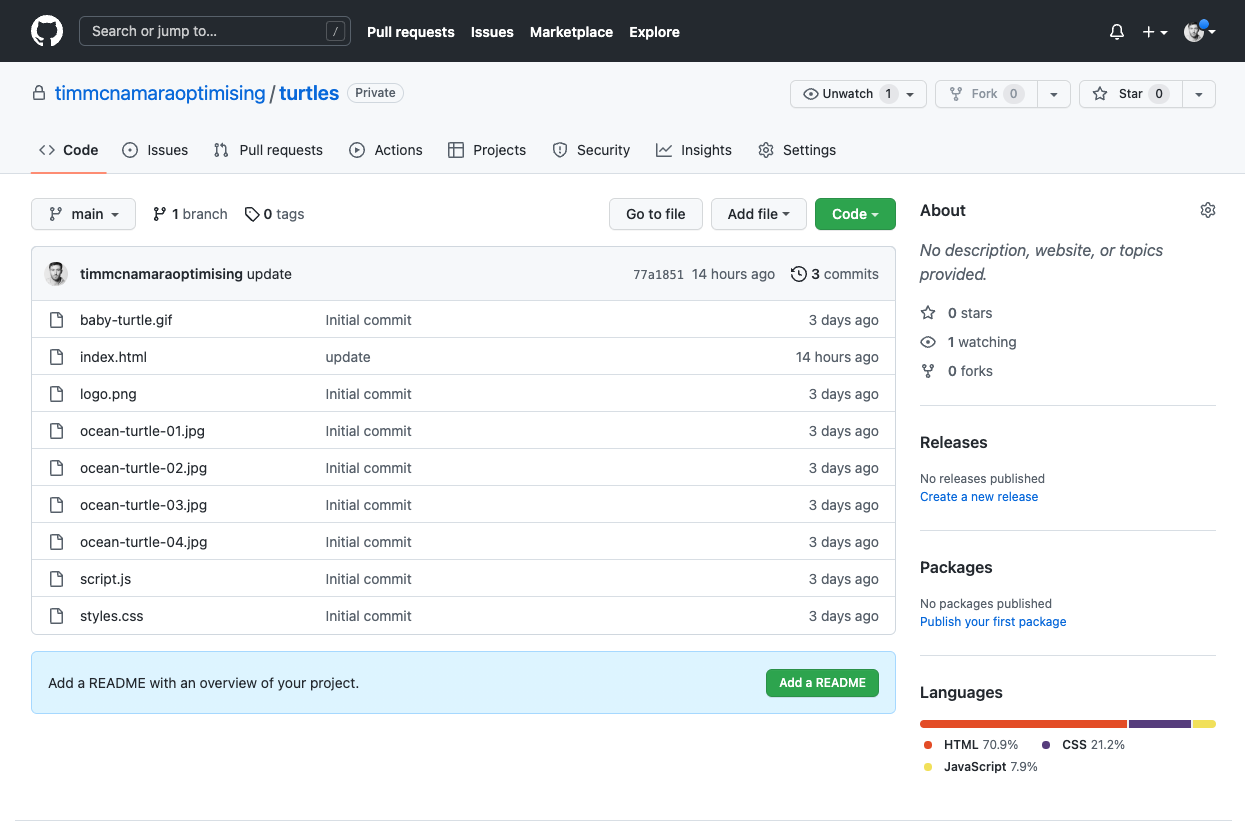 Search or jump to... /
Pull requests Issues Marketplace Explore
timmcnamaraoptimising / turtles Private
Unwatch 1 Fork 0 Star 0
Code Issues Pull requests Actions Projects Security Insights Settings
main 1 branch 0 tags Go to file Add file Code
timmcnamaraoptimising update 77a1851 14 hours ago 3 commits
baby-turtle.gif Initial commit 3 days ago
index.html update 14 hours ago
logo.png Initial commit 3 days ago
ocean-turtle-01.jpg Initial commit 3 days ago
ocean-turtle-02.jpg Initial commit 3 days ago
ocean-turtle-03.jpg Initial commit 3 days ago
ocean-turtle-04.jpg Initial commit 3 days ago
script.js Initial commit 3 days ago
styles.css Initial commit 3 days ago
Add a README with an overview of your project. Add a README
About
No description, website, or topics
provided.
0 stars
1 watching
0 forks
Releases
No releases published
Create a new release
Packages
No packages published
Publish your first package
Languages
HTML 70.9% CSS 21.2%
JavaScript 7.9%